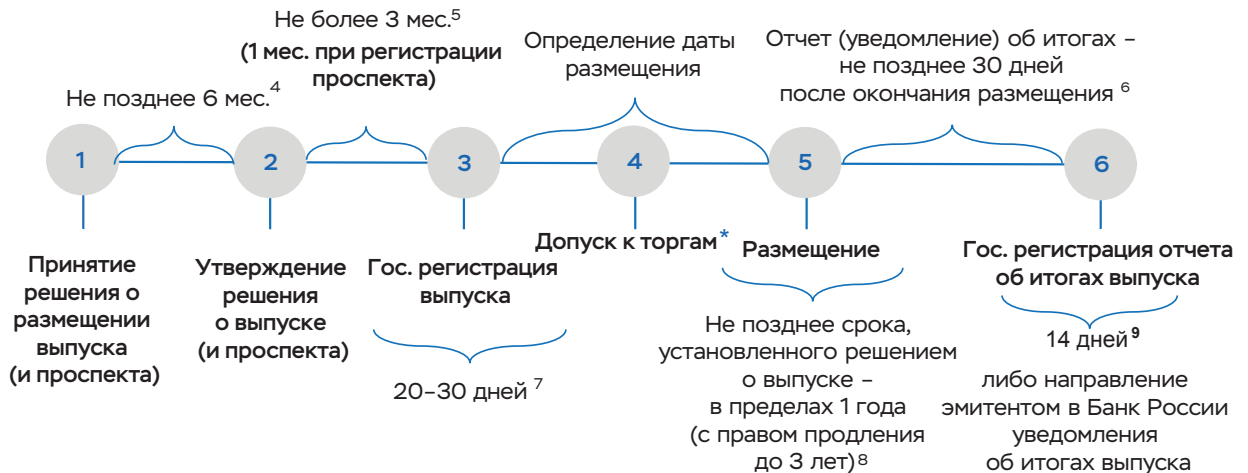 Не позднее 6 мес.4
Не более 3 мес.5
(1 мес. при регистрации
проспекта)
Определение даты
размещения
Отчет (уведомление) об итогах –
не позднее 30 дней
после окончания размещения 6
1
2
3
4
5
6
Принятие
решения о
размещении
выпуска
(и проспекта)
Утверждение
решения
о выпуске
(и проспекта)
Гос. регистрация
выпуска
20–30 дней 7
Допуск к торгам*
Размещение
Не позднее срока,
установленного решением
о выпуске –
в пределах 1 года
(с правом продления
до 3 лет)8
Гос. регистрация отчета
об итогах выпуска
14 дней 9
либо направление
эмитентом в Банк России
уведомления
об итогах выпуска